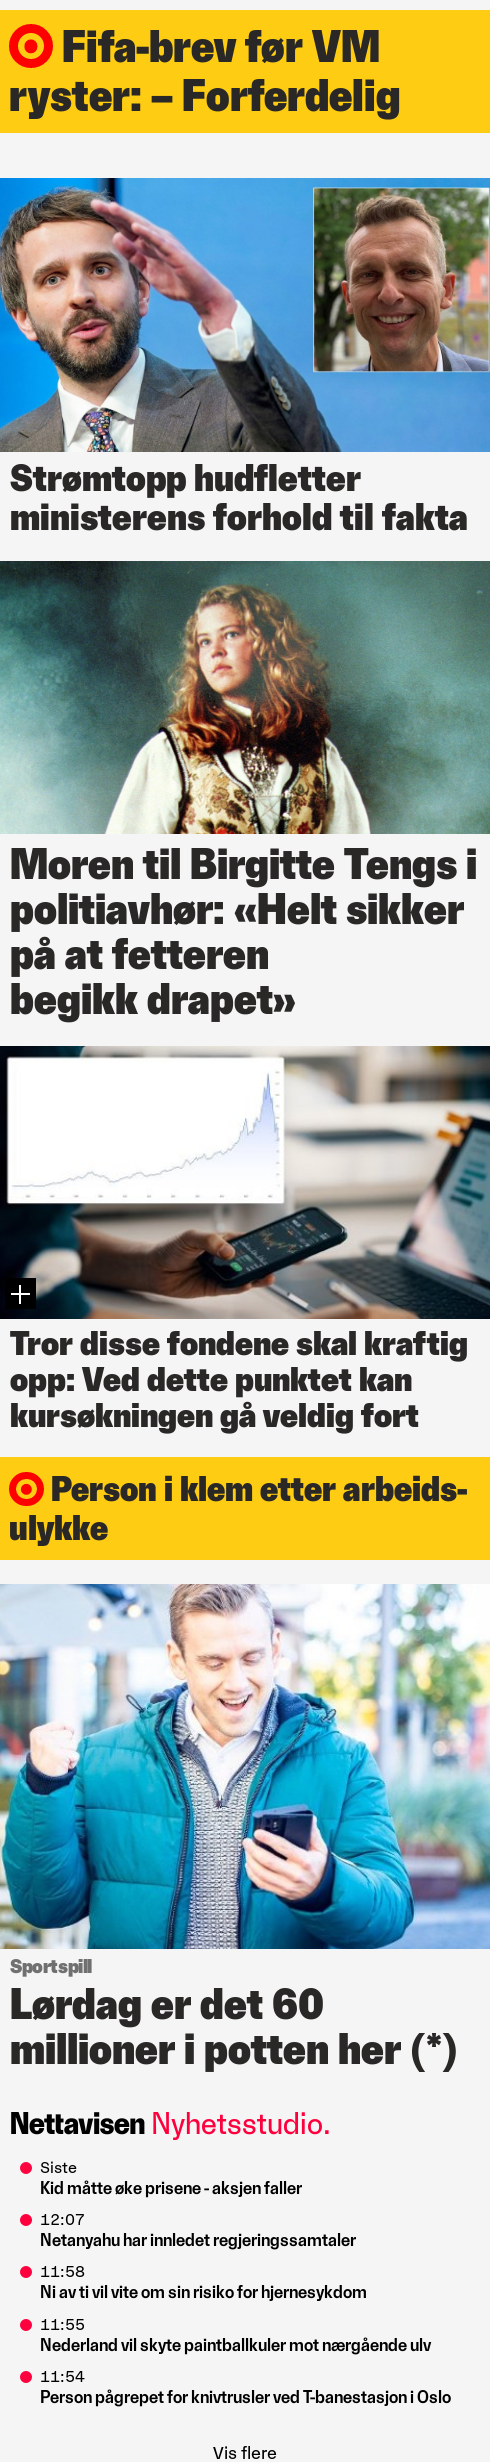 Fifa-brev før VM
ryster: – Forferdelig
Strømtopp hudfletter
ministerens forhold til fakta
Moren til Birgitte Tengs i
politiavhør: «Helt sikker
på at fetteren
begikk drapet»
Tror disse fondene skal kraftig
opp: Ved dette punktet kan
kursøkningen gå veldig fort
Person i klem etter arbeids-
ulykke
Sportspill
Lørdag er det 60
millioner i potten her (*)
Nettavisen Nyhetsstudio.
Siste
Kid måtte øke prisene - aksjen faller
12:07
Netanyahu har innledet regjeringssamtaler
11:58
Ni av ti vil vite om sin risiko for hjernesykdom
11:55
Nederland vil skyte paintballkuler mot nærgående ulv
11:54
Person pågrepet for knivtrusler ved T-banestasjon i Oslo
Vis flere